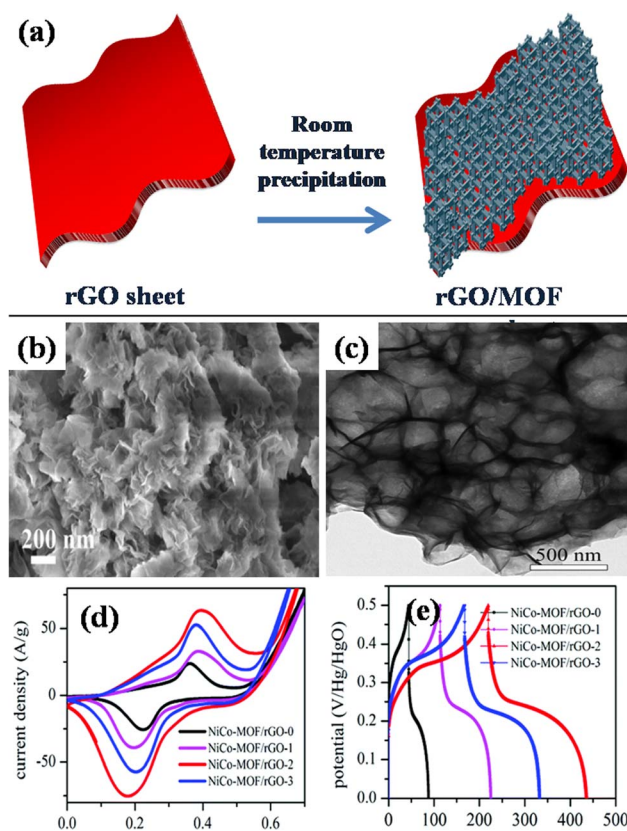 (a)
Room
temperature
precipitation
rGO sheet
rGO/MOF
(b)
200 nm
(c)
500 nm
(d)
current density (A/g)
50
0
-50
0.0 0.2 0.4 0.6
NiCo-MOF/rGO-0
NiCo-MOF/rGO-1
NiCo-MOF/rGO-2
NiCo-MOF/rGO-3
(e)
potential (V/Hg/HgO)
0.5
0.4
0.3
0.2
0.1
0.0
0 100 200 300 400 500
NiCo-MOF/rGO-0
NiCo-MOF/rGO-1
NiCo-MOF/rGO-2
NiCo-MOF/rGO-3